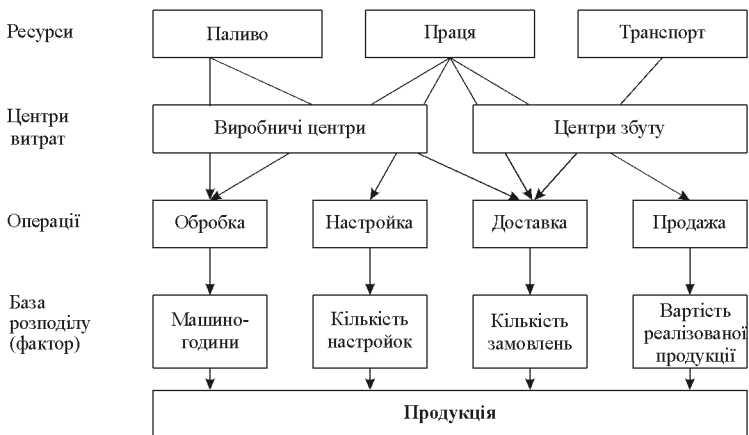 Ресурси
Паливо
Праця
Транспорт
Центри
витрат
Виробничі центри
Центри збуту
Операції
Обробка
Настройка
Доставка
Продажа
База
розподілу
(фактор)
Машино-
години
Кількість
настройок
Кількість
замовлень
Вартість
реалізованої
продукції
Продукція